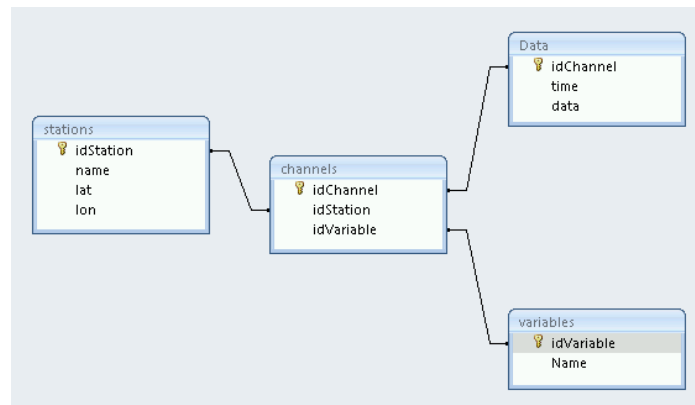 stations
idStation
name
lat
lon
channels
idChannel
idStation
idVariable
Data
idChannel
time
data
variables
idVariable
Name